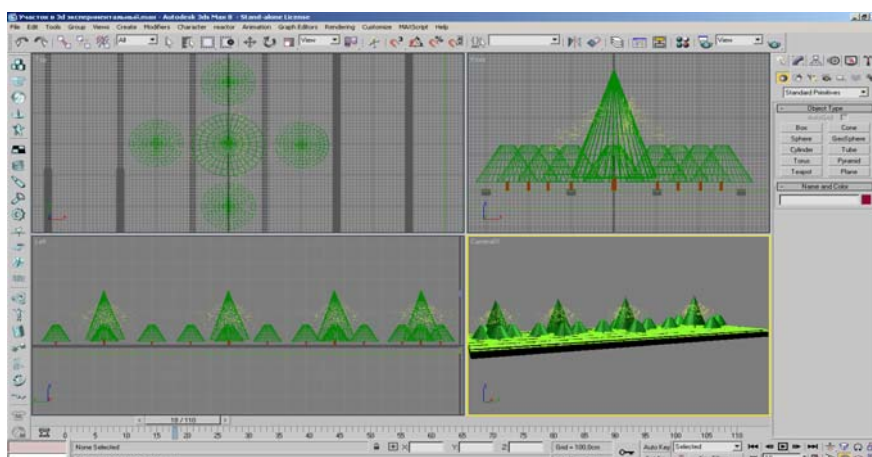 Участок в 3d экспериментальный.max - Autodesk 3ds Max 8 - Stand-alone License
File Edit Tools Group Views Create Modifiers Character reactor Animation Graph Editors Rendering Customize MAXScript Help
All View View
Top
Front
Standard Primitives
Object Type
AutoGrid
Box Cone
Sphere GeoSphere
Cylinder Tube
Torus Pyramid
Teapot Plane
Name and Color
Left
Camera01
18 / 110
0 5 10 15 20 25 30 35 40 45 50 55 60 65 70 75 80 85 90 95 100 105 110
None Selected X: Y: Z: Grid = 100,0cm Auto Key Selected